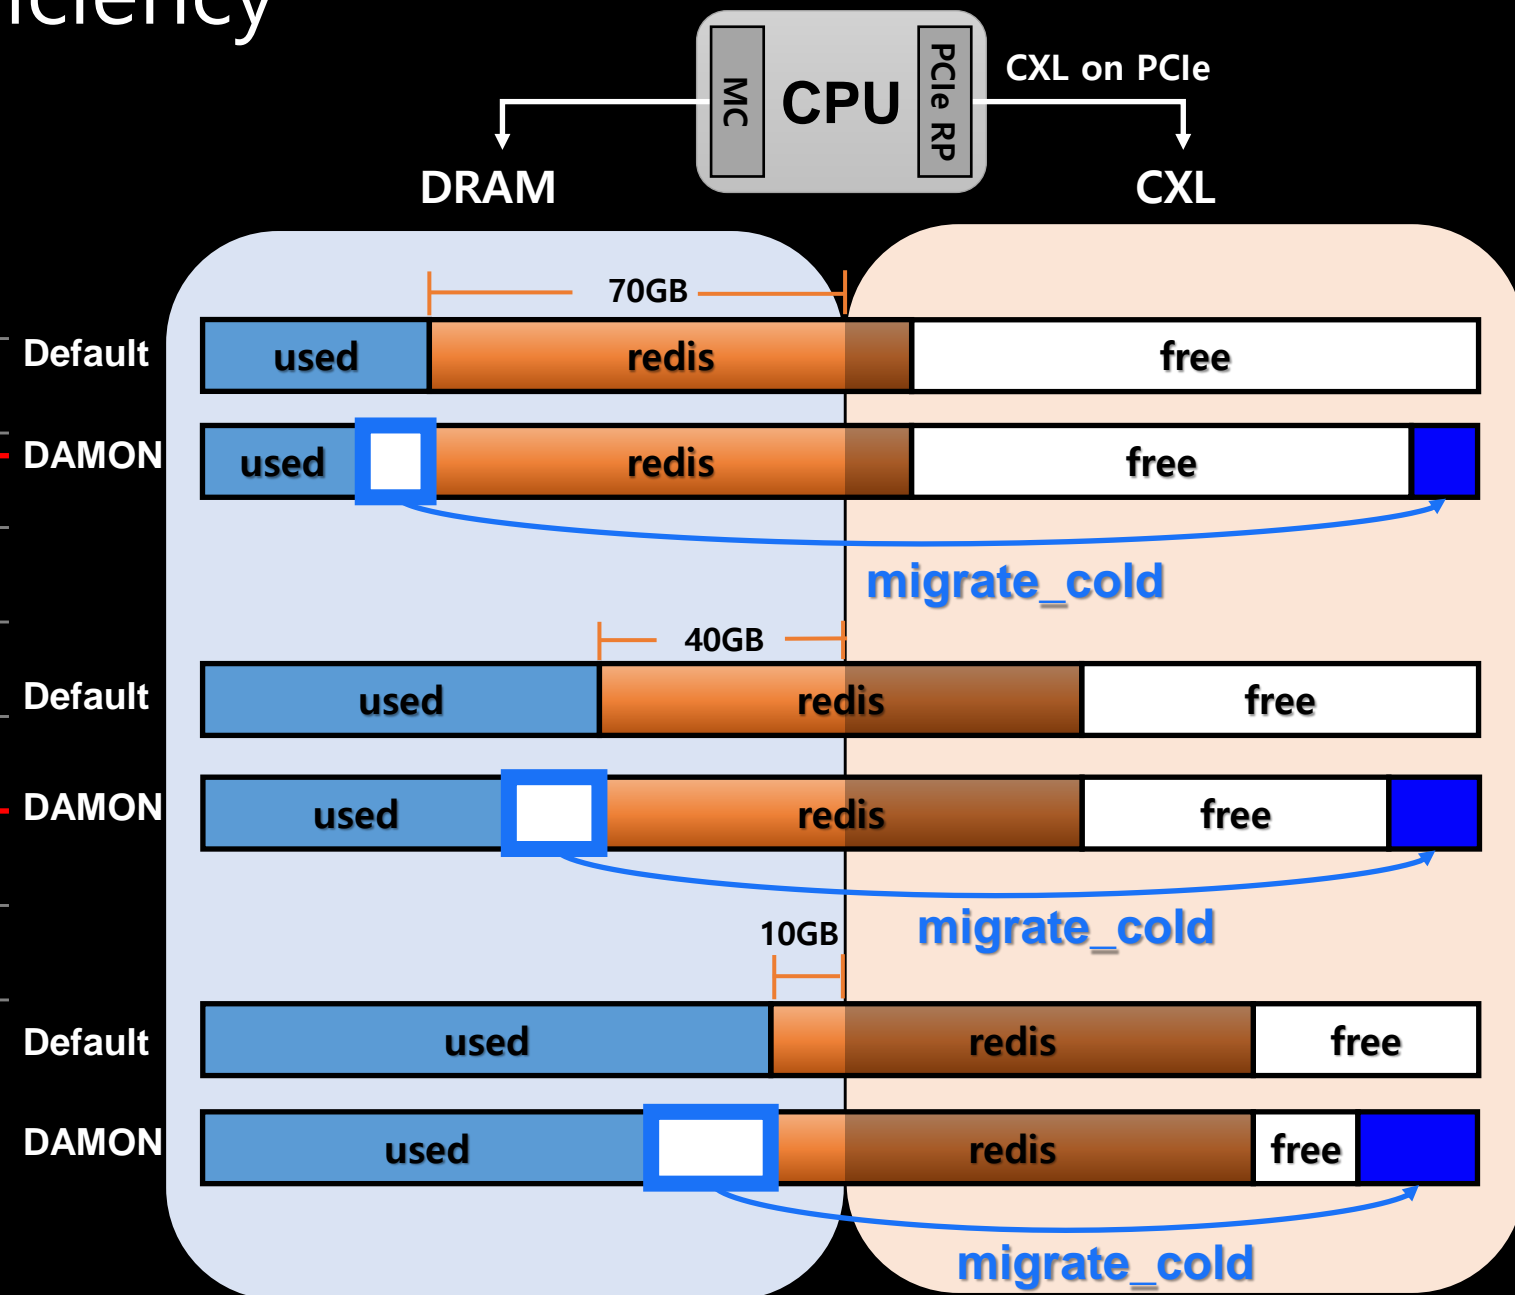 iciency
MC
CPU
PCIe RP
CXL on PCIe
DRAM
CXL
70GB
Default
used
redis
free
DAMON
used
redis
free
migrate_cold
40GB
Default
used
redis
free
DAMON
used
redis
free
migrate_cold
10GB
Default
used
redis
free
DAMON
used
redis
free
migrate_cold